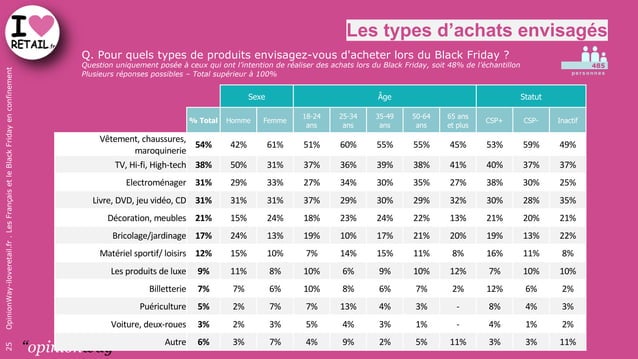 I
RETAIL.fr
Les types d'achats envisagés
Q. Pour quels types de produits envisagez-vous d'acheter lors du Black Friday ?
Question uniquement posée à ceux qui ont l'intention de réaliser des achats lors du Black Friday, soit 48% de l'échantillon
Plusieurs réponses possibles – Total supérieur à 100%
485
personnes
Sexe Âge Statut
% Total Homme Femme 18-24 ans 25-34 ans 35-49 ans 50-64 ans 65 ans et plus CSP+ CSP- Inactif
Vêtement, chaussures, maroquinerie 54% 42% 61% 51% 60% 55% 55% 45% 53% 59% 49%
TV, Hi-fi, High-tech 38% 50% 31% 37% 36% 39% 38% 41% 40% 37% 37%
Electroménager 31% 29% 33% 27% 34% 30% 35% 27% 38% 30% 25%
Livre, DVD, jeu vidéo, CD 31% 31% 31% 37% 29% 30% 29% 32% 30% 28% 35%
Décoration, meubles 21% 15% 24% 18% 23% 24% 22% 13% 21% 20% 21%
Bricolage/jardinage 17% 24% 13% 19% 10% 17% 21% 20% 19% 13% 22%
Matériel sportif/ loisirs 12% 15% 10% 7% 14% 15% 11% 8% 16% 11% 8%
Les produits de luxe 9% 11% 8% 10% 6% 9% 10% 12% 7% 10% 10%
Billetterie 7% 7% 6% 10% 8% 6% 7% 2% 12% 6% 2%
Puériculture 5% 2% 7% 7% 13% 4% 3% - 8% 4% 3%
Voiture, deux-roues 3% 2% 3% 5% 4% 3% 1% - 4% 1% 2%
Autre 6% 3% 7% 4% 9% 2% 5% 11% 3% 3% 11%
25 OpinionWay-iloveretail.fr . Les Français et le Black Friday en confinement
"opinionway